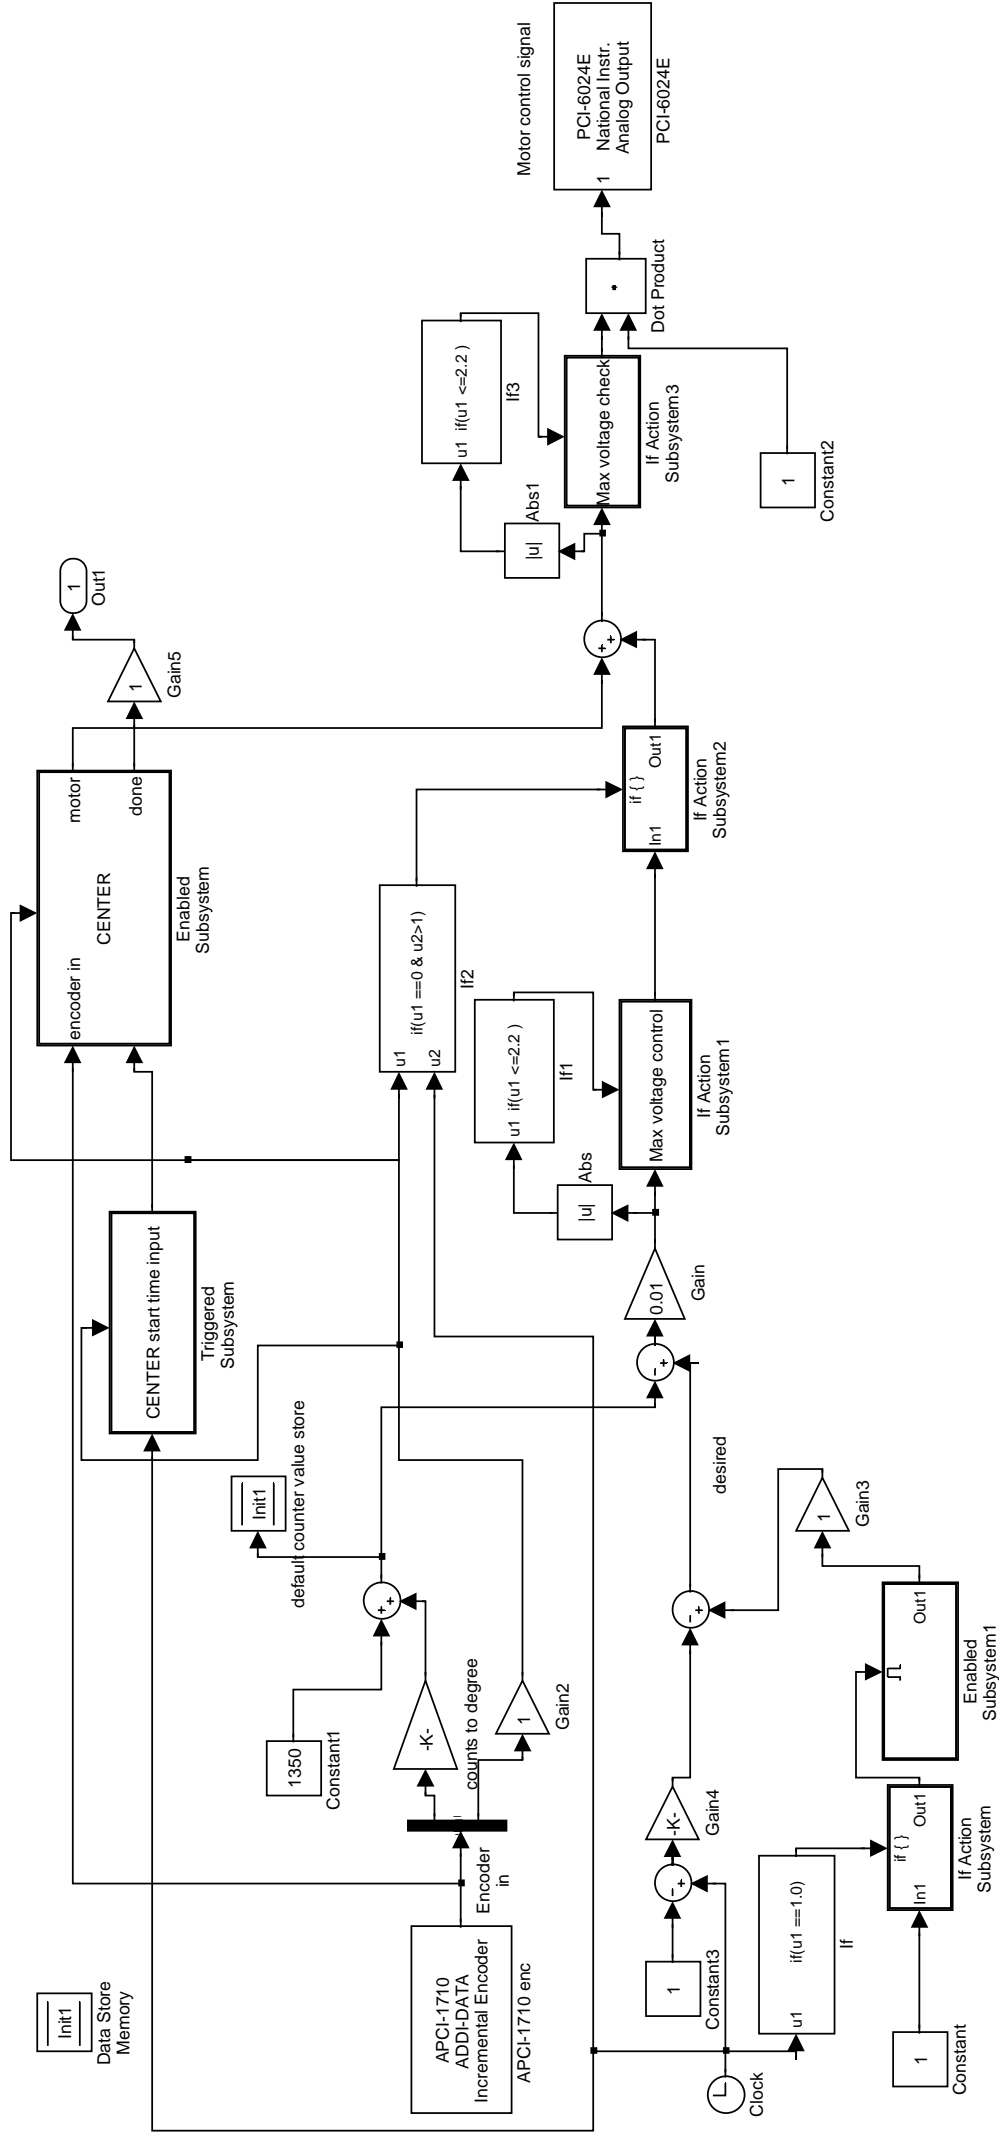 Motor control signal
1
PCI-6024E
National Instr.
Analog Output
PCI-6024E
Dot Product
u1 if(u1 <=2.2 )
If3
Max voltage check
If Action
Subsystem3
1
Constant2
|u|
Abs1
1
Out1
1
Gain5
encoder in
CENTER
motor
done
Enabled
Subsystem
++
In1
if { }
Out1
If Action
Subsystem2
u1
u2
if(u1 ==0 & u2>1)
If2
u1 if(u1 <=2.2 )
If1
Max voltage control
If Action
Subsystem1
|u|
Abs
0.01
Gain
-+
CENTER start time input
Triggered
Subsystem
Init1
default counter value store
++
1350
Constant1
-K-
counts to degree
1
Gain2
desired
-+
1
Gain3
Out1
Enabled
Subsystem1
-K-
Gain4
-+
1
Constant3
Encoder
in
APCI-1710
ADDI-DATA
Incremental Encoder
APCI-1710 enc
Init1
Data Store
Memory
u1
if(u1 ==1.0)
If
In1
if { }
Out1
If Action
Subsystem
1
Constant
Clock